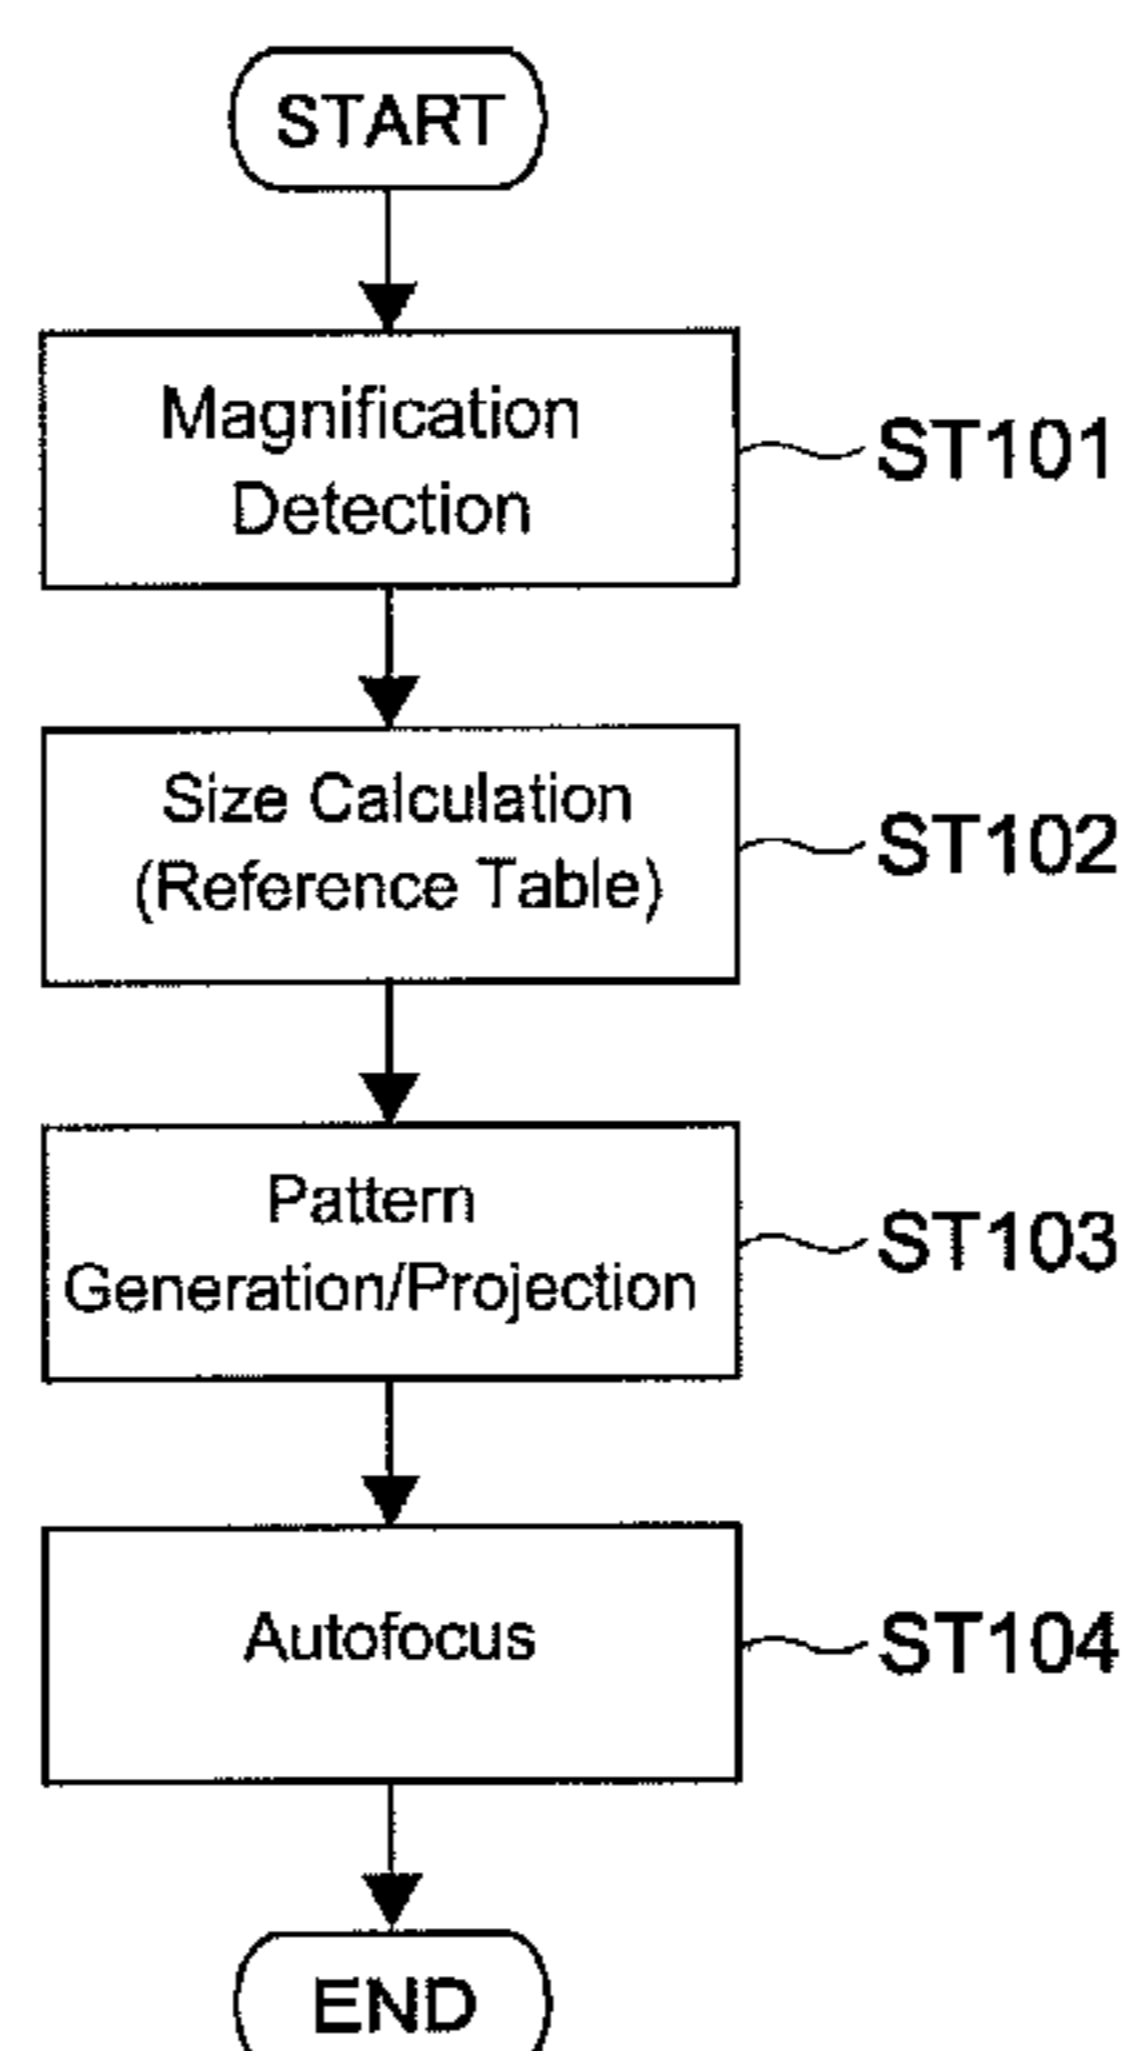 START
Magnification
Detection
ST101
Size Calculation
(Reference Table)
ST102
Pattern
Generation/Projection
ST103
Autofocus
ST104
END